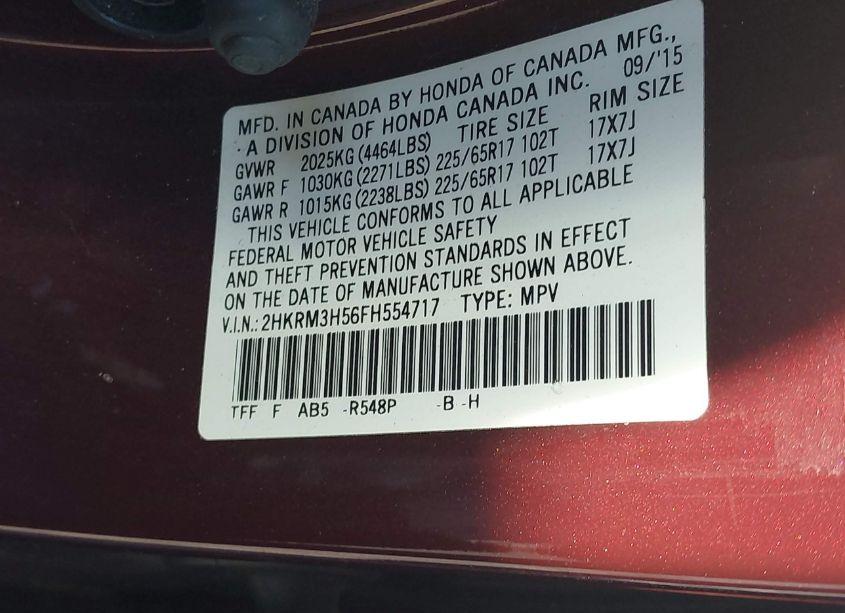 MFD. IN CANADA BY HONDA OF CANADA MFG.,
· A DIVISION OF HONDA CANADA INC. 09/'15
GVWR 2025KG (4464LBS) TIRE SIZE RIM SIZE
GAWR F 1030KG (2271LBS) 225/65R17 102T 17X7J
GAWR R 1015KG (2238LBS) 225/65R17 102T 17X7J
THIS VEHICLE CONFORMS TO ALL APPLICABLE
FEDERAL MOTOR VEHICLE SAFETY
AND THEFT PREVENTION STANDARDS IN EFFECT
ON THE DATE OF MANUFACTURE SHOWN ABOVE.
V.I.N.: 2HKRM3H56FH554717 TYPE: MPV
TFF F AB5 -R548P -B -H